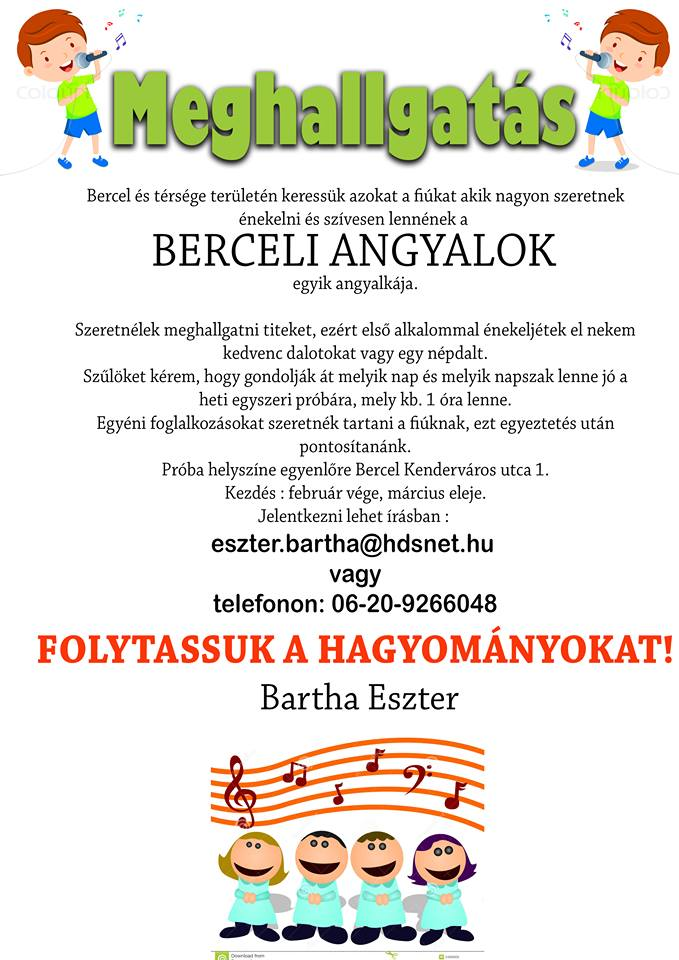 Meghallgatás
Bercel és térsége területén keressük azokat a fiúkat akik nagyon szeretnek
énekelni és szívesen lennének a
BERCELI ANGYALOK
egyik angyalkája.
Szeretnélek meghallgatni titeket, ezért első alkalommal énekeljétek el nekem
kedvenc dalotokat vagy egy népdalt.
Szűlöket kérem, hogy gondolják át melyik nap és melyik napszak lenne jó a
heti egyszeri próbára, mely kb. 1 óra lenne.
Egyéni foglalkozásokat szeretnék tartani a fiúknak, ezt egyeztetés után
pontosítanánk.
Próba helyszíne egyenlőre Bercel Kenderváros utca 1.
Kezdés : február vége, március eleje.
Jelentkezni lehet írásban :
eszter.bartha@hdsnet.hu
vagy
telefonon: 06-20-9266048
FOLYTASSUK A HAGYOMÁNYOKAT!
Bartha Eszter
Download from